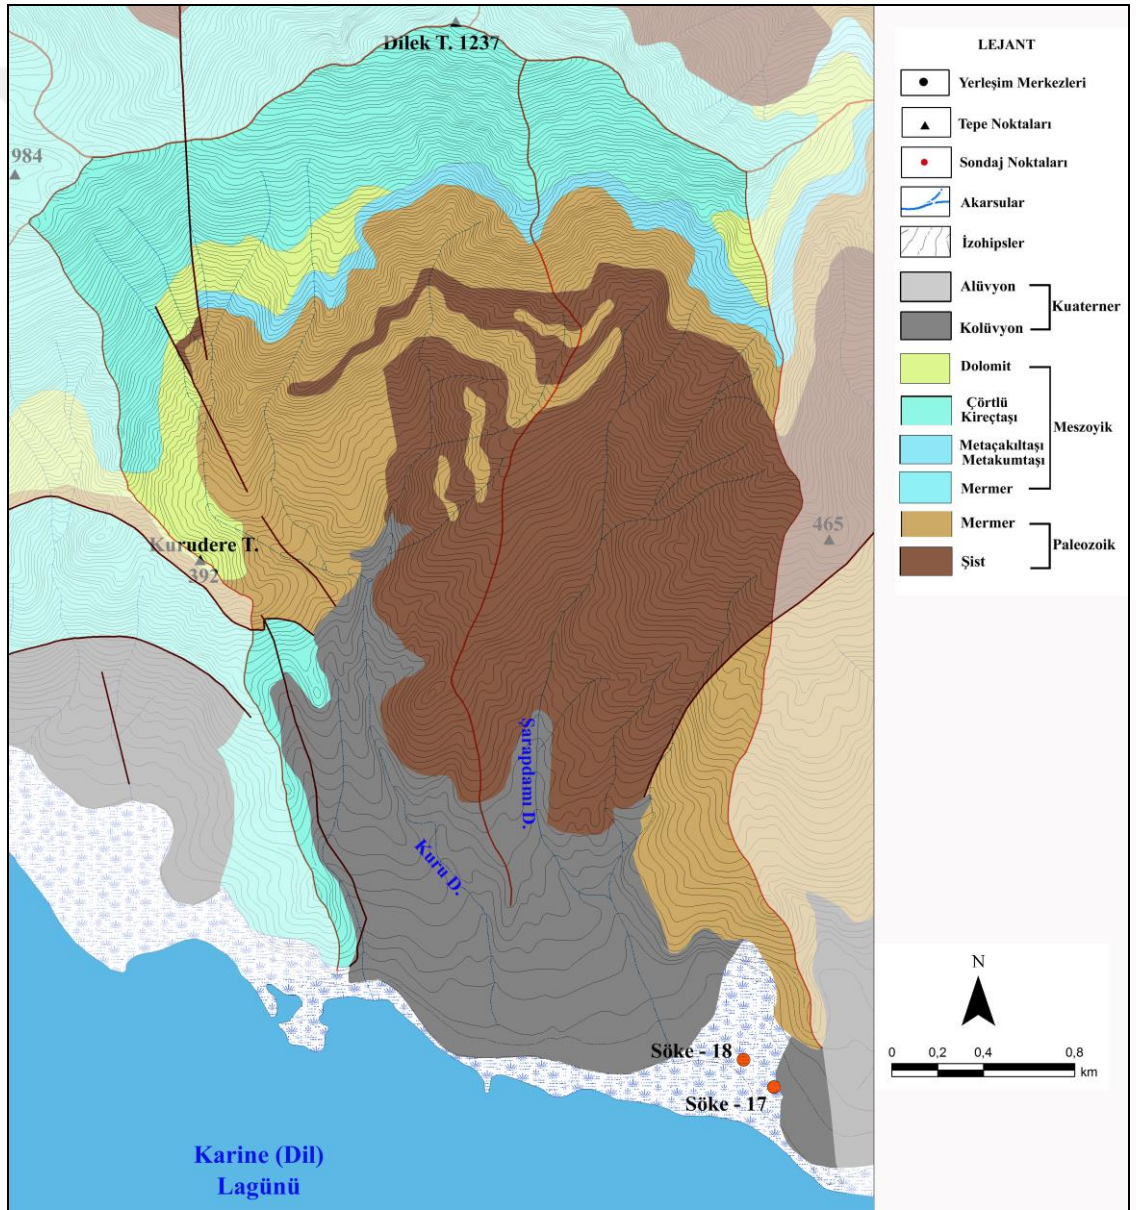 Dilek T. 1237
984
Kurudere T.
392
465
Şarapdamı D.
Kuru D.
Söke - 18
Söke - 17
Karine (Dil)
Lagünü
LEJANT
Yerleşim Merkezleri
Tepe Noktaları
Sondaj Noktaları
Akarsular
İzohipsler
Alüvyon
Kolüvyon
Kuaterner
Dolomit
Çörtlü
Kireçtaşı
Metaçakıltaşı
Metakumtaşı
Mermer
Meszoyik
Mermer
Şist
Paleozoik
N
0 0,2 0,4 0,8
km